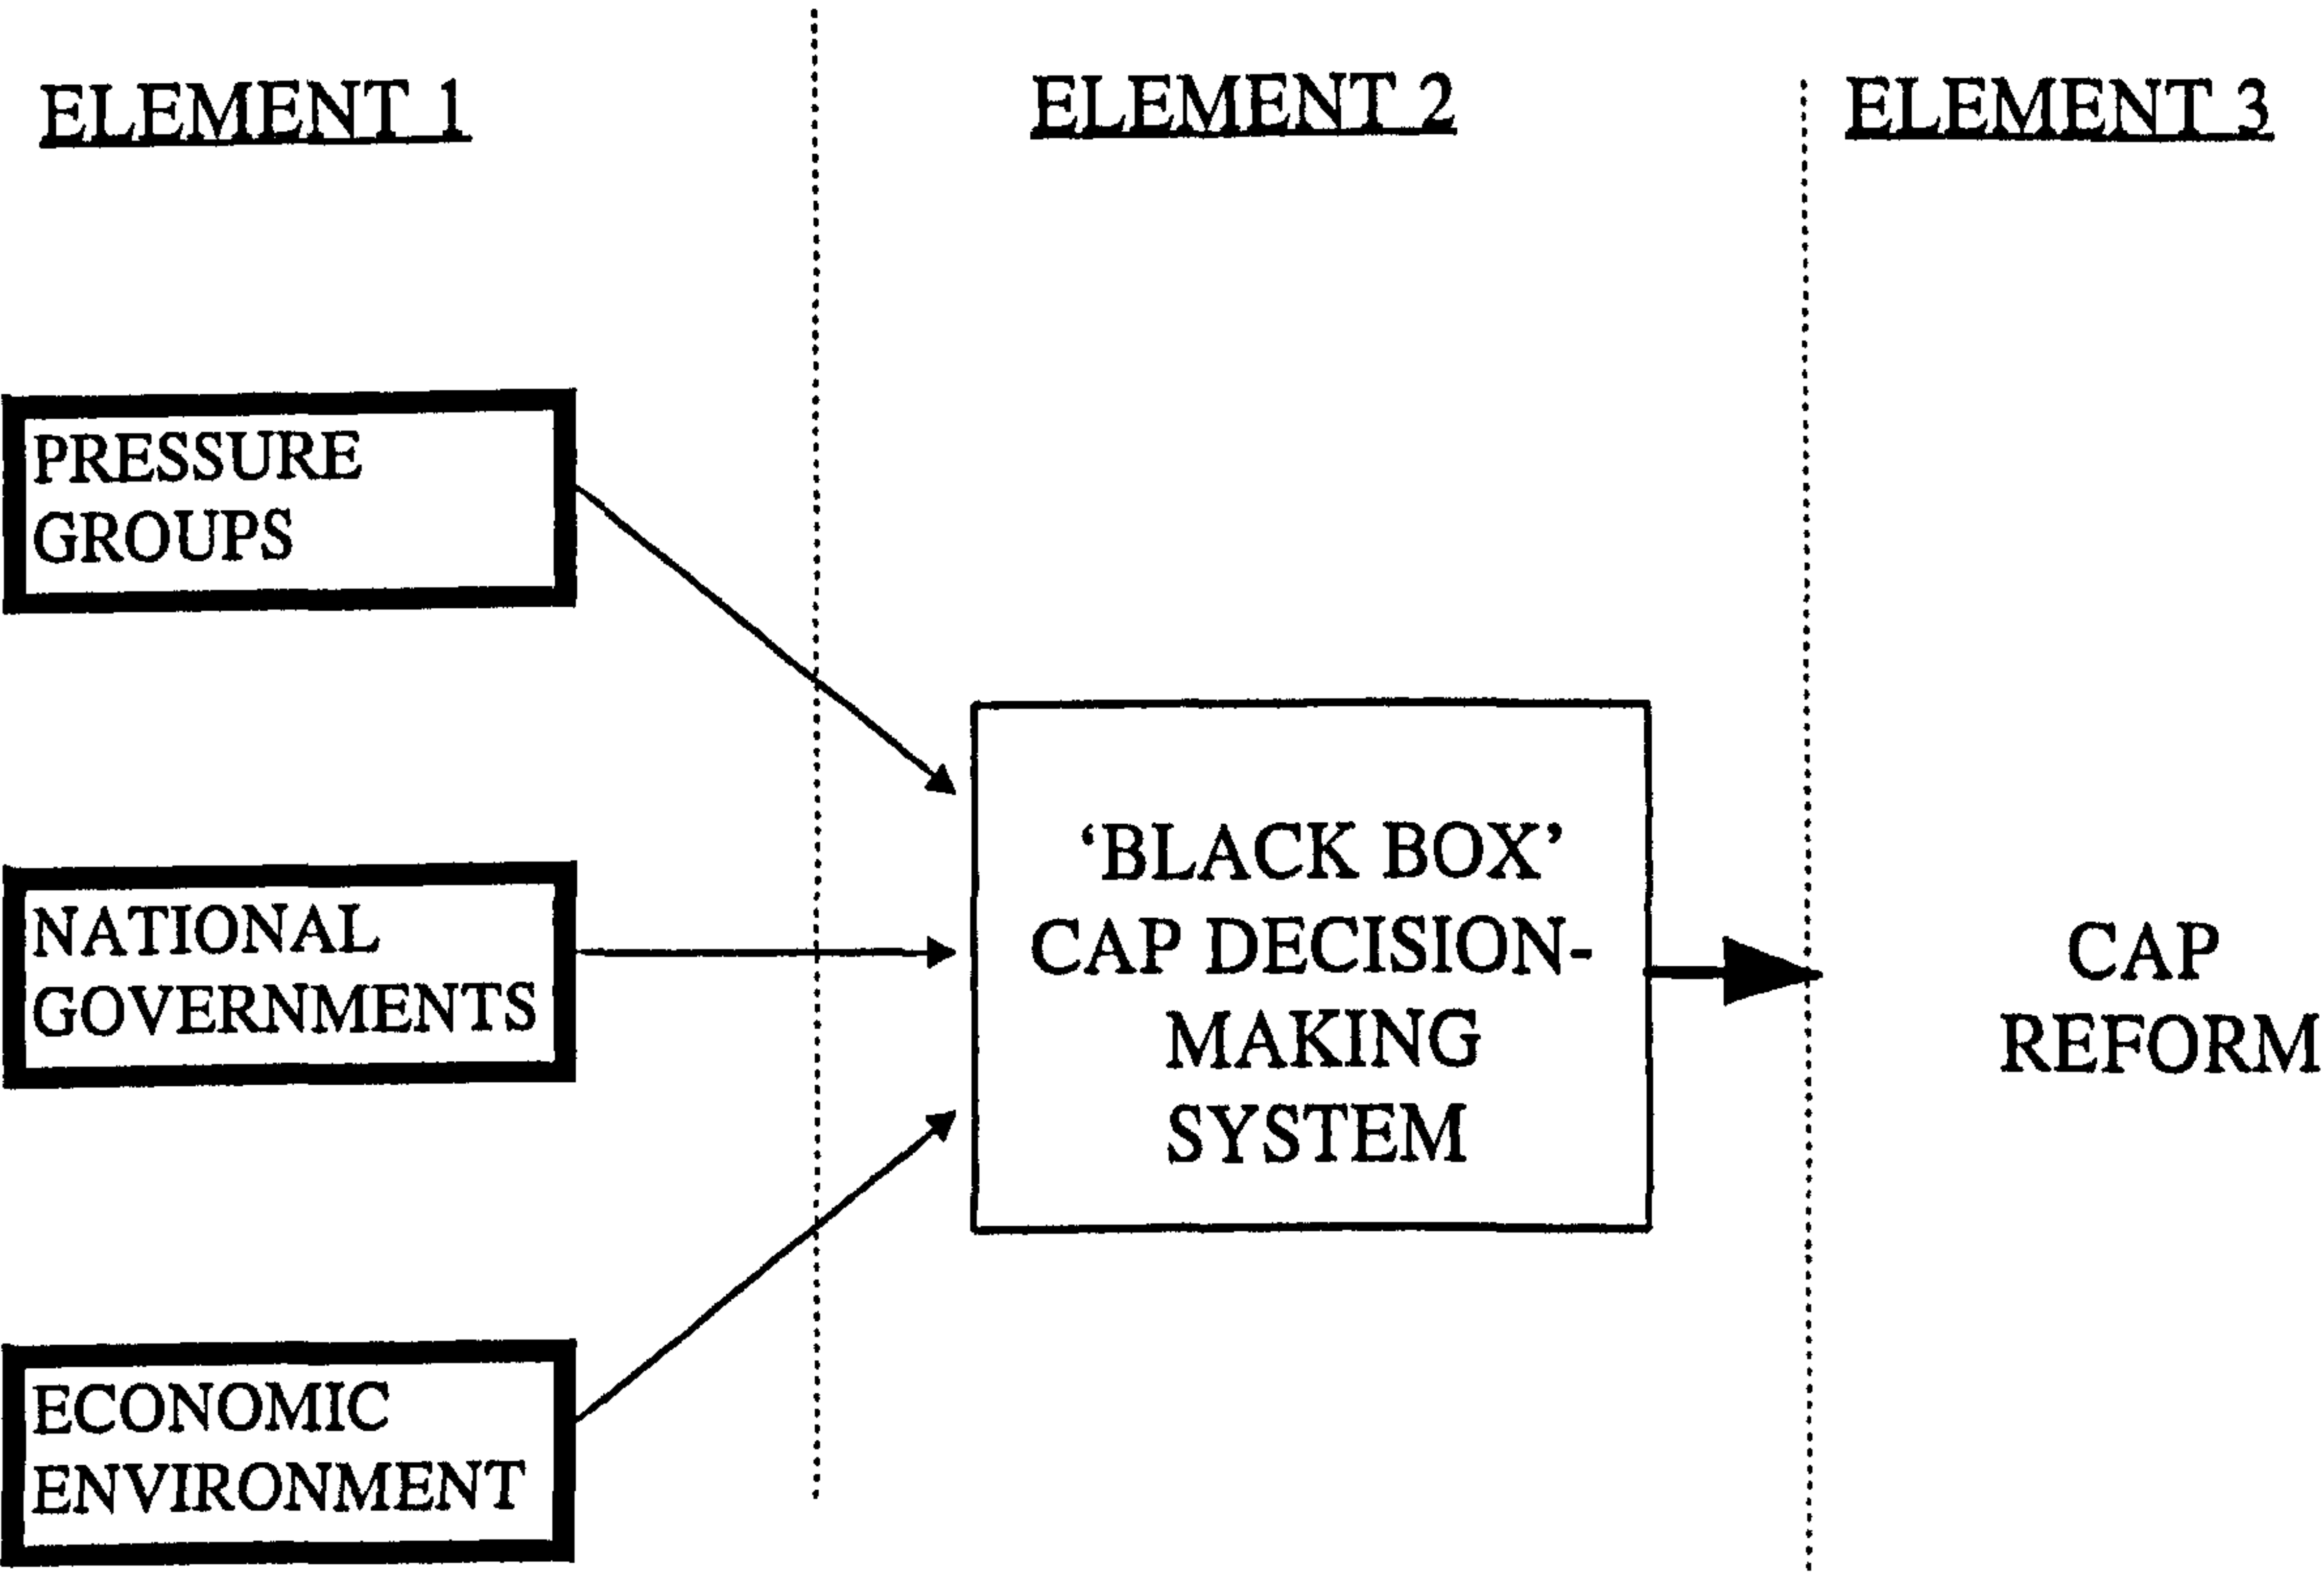 ELEMENT 1
ELEMENT 2
ELEMENT 3
PRESSURE
GROUPS
NATIONAL
GOVERNMENTS
ECONOMIC
ENVIRONMENT
‘BLACK BOX’
CAP DECISION-
MAKING
SYSTEM
CAP
REFORM